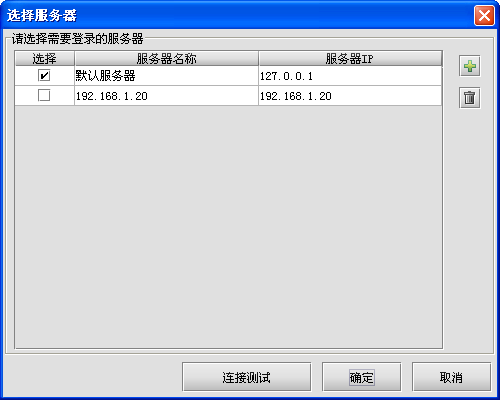 选择服务器
请选择需要登录的服务器
选择 服务器名称 服务器IP
默认服务器 127.0.0.1
192.168.1.20 192.168.1.20
连接测试 确定 取消